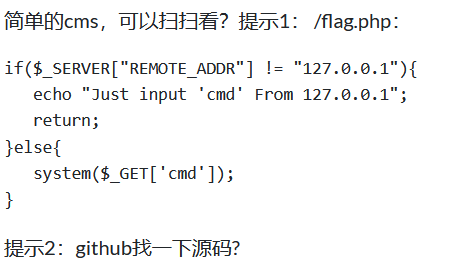 简单的cms，可以扫扫看？提示1： /flag.php：
if($_SERVER["REMOTE_ADDR"] != "127.0.0.1"){
   echo "Just input 'cmd' From 127.0.0.1";
   return;
}else{
   system($_GET['cmd']);
}
提示2：github找一下源码?